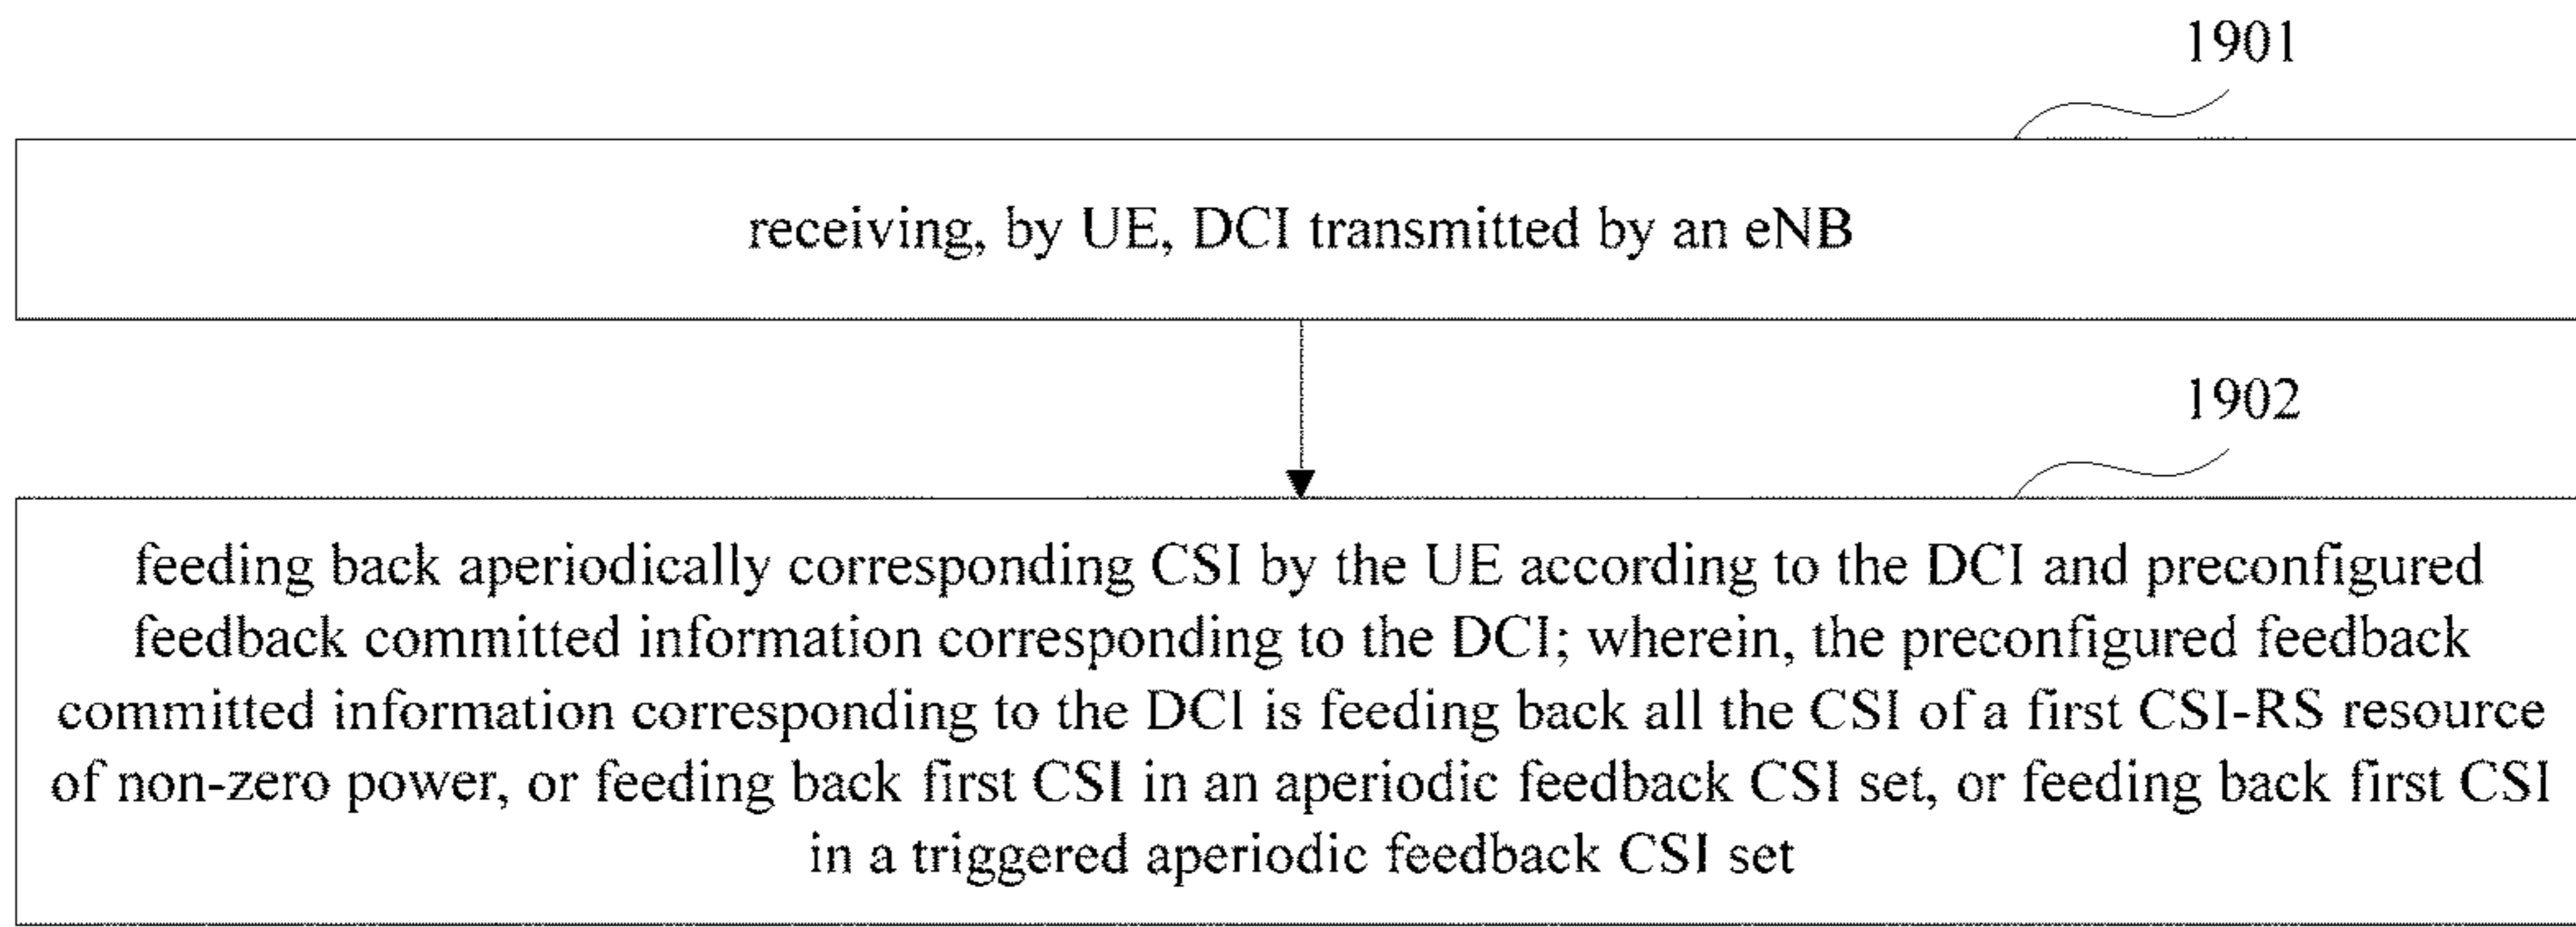 1901
receiving, by UE, DCI transmitted by an eNB
1902
feeding back aperiodically corresponding CSI by the UE according to the DCI and preconfigured
feedback committed information corresponding to the DCI; wherein, the preconfigured feedback
committed information corresponding to the DCI is feeding back all the CSI of a first CSI-RS resource
of non-zero power, or feeding back first CSI in an aperiodic feedback CSI set, or feeding back first CSI
in a triggered aperiodic feedback CSI set